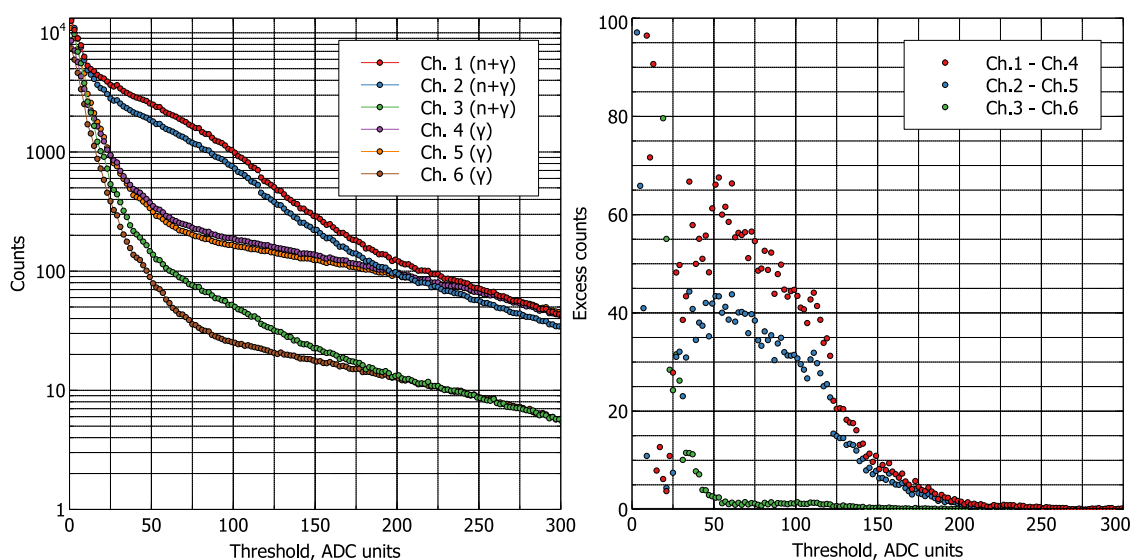 10⁴
1000
100
10
1
Counts
0
50
100
150
200
250
300
Threshold, ADC units
Ch. 1 (n+γ)
Ch. 2 (n+γ)
Ch. 3 (n+γ)
Ch. 4 (γ)
Ch. 5 (γ)
Ch. 6 (γ)
100
80
60
40
20
0
Excess counts
50
100
150
200
250
300
Threshold, ADC units
Ch.1 - Ch.4
Ch.2 - Ch.5
Ch.3 - Ch.6